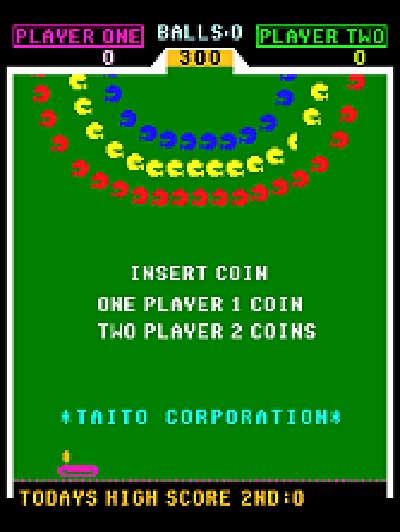 PLAYER ONE BALLS·0 PLAYER TWO
0 300 0
INSERT COIN
ONE PLAYER 1 COIN
TWO PLAYER 2 COINS
*TAITO CORPORATION*
TODAYS HIGH SCORE 2ND:0